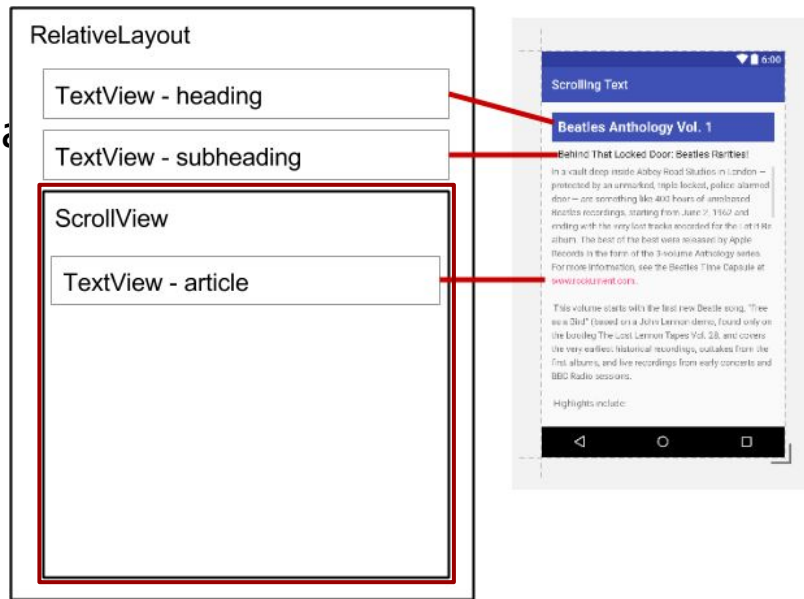 RelativeLayout
TextView - heading
TextView - subheading
ScrollView
TextView - article
6:00
Scrolling Text
Beatles Anthology Vol. 1
Behind That Locked Door: Beatles Rarities!
In a vault deep inside Abbey Road Studios in London —
protected by an unmarked, triple locked, police alarmed
door — are something like 400 hours of unreleased
Beatles recordings, starting from June 2, 1962 and
ending with the very last tracks recorded for the Let It Be
album. The best of the best were released by Apple
Records in the form of the 3-volume Anthology series.
For more information, see the Beatles Time Capsule at
www.rockument.com.
This volume starts with the first new Beatle song, "Free
as a Bird" (based on a John Lennon demo, found only on
the bootleg The Lost Lennon Tapes Vol. 28, and covers
the very earliest historical recordings, outtakes from the
first albums, and live recordings from early concerts and
BBC Radio sessions.
Highlights include: